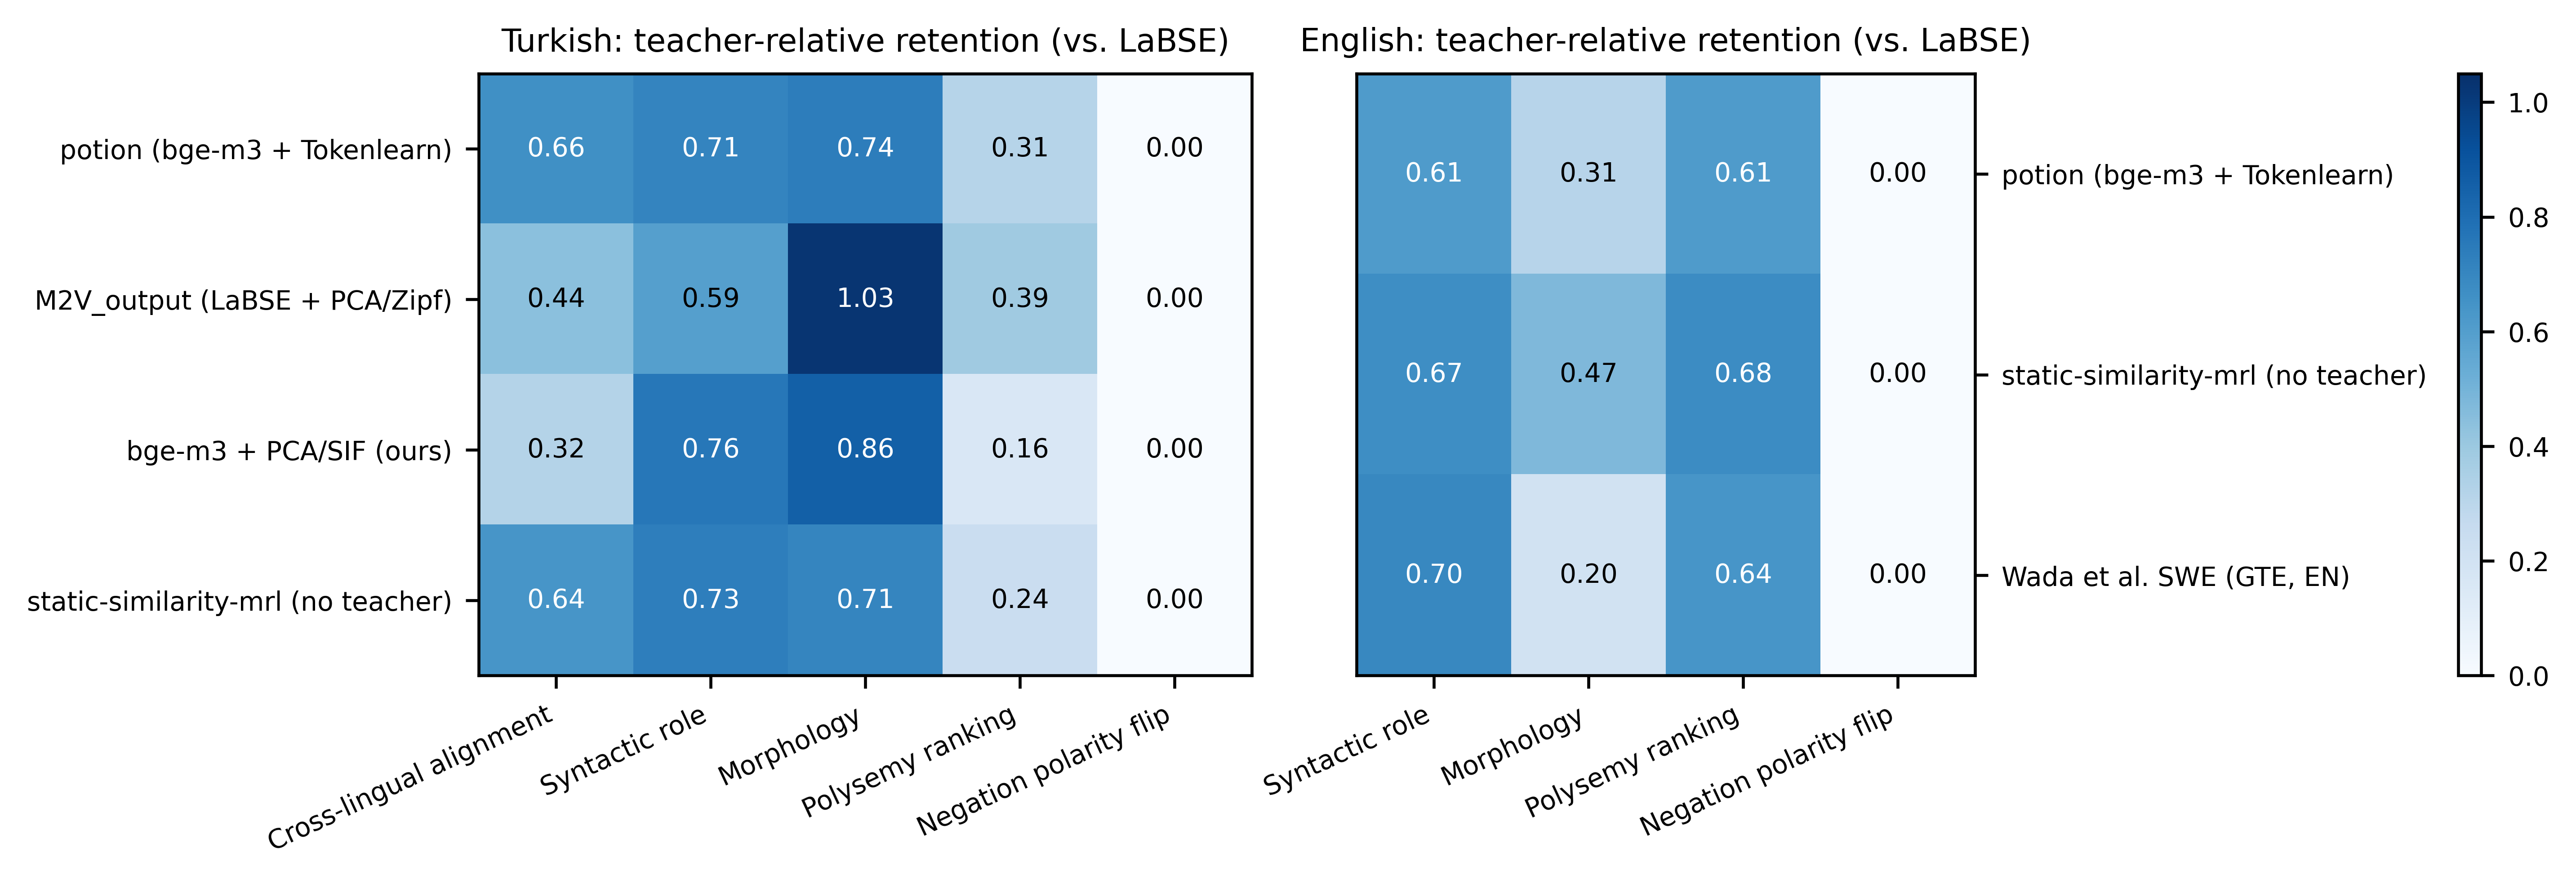 Turkish: teacher-relative retention (vs. LaBSE)
potion (bge-m3 + Tokenlearn) 0.66 0.71 0.74 0.31 0.00
M2V_output (LaBSE + PCA/Zipf) 0.44 0.59 1.03 0.39 0.00
bge-m3 + PCA/SIF (ours) 0.32 0.76 0.86 0.16 0.00
static-similarity-mrl (no teacher) 0.64 0.73 0.71 0.24 0.00
Cross-lingual alignment
Syntactic role
Morphology
Polysemy ranking
Negation polarity flip
English: teacher-relative retention (vs. LaBSE)
0.61 0.31 0.61 0.00 potion (bge-m3 + Tokenlearn)
0.67 0.47 0.68 0.00 static-similarity-mrl (no teacher)
0.70 0.20 0.64 0.00 Wada et al. SWE (GTE, EN)
Syntactic role
Morphology
Polysemy ranking
Negation polarity flip
1.0
0.8
0.6
0.4
0.2
0.0